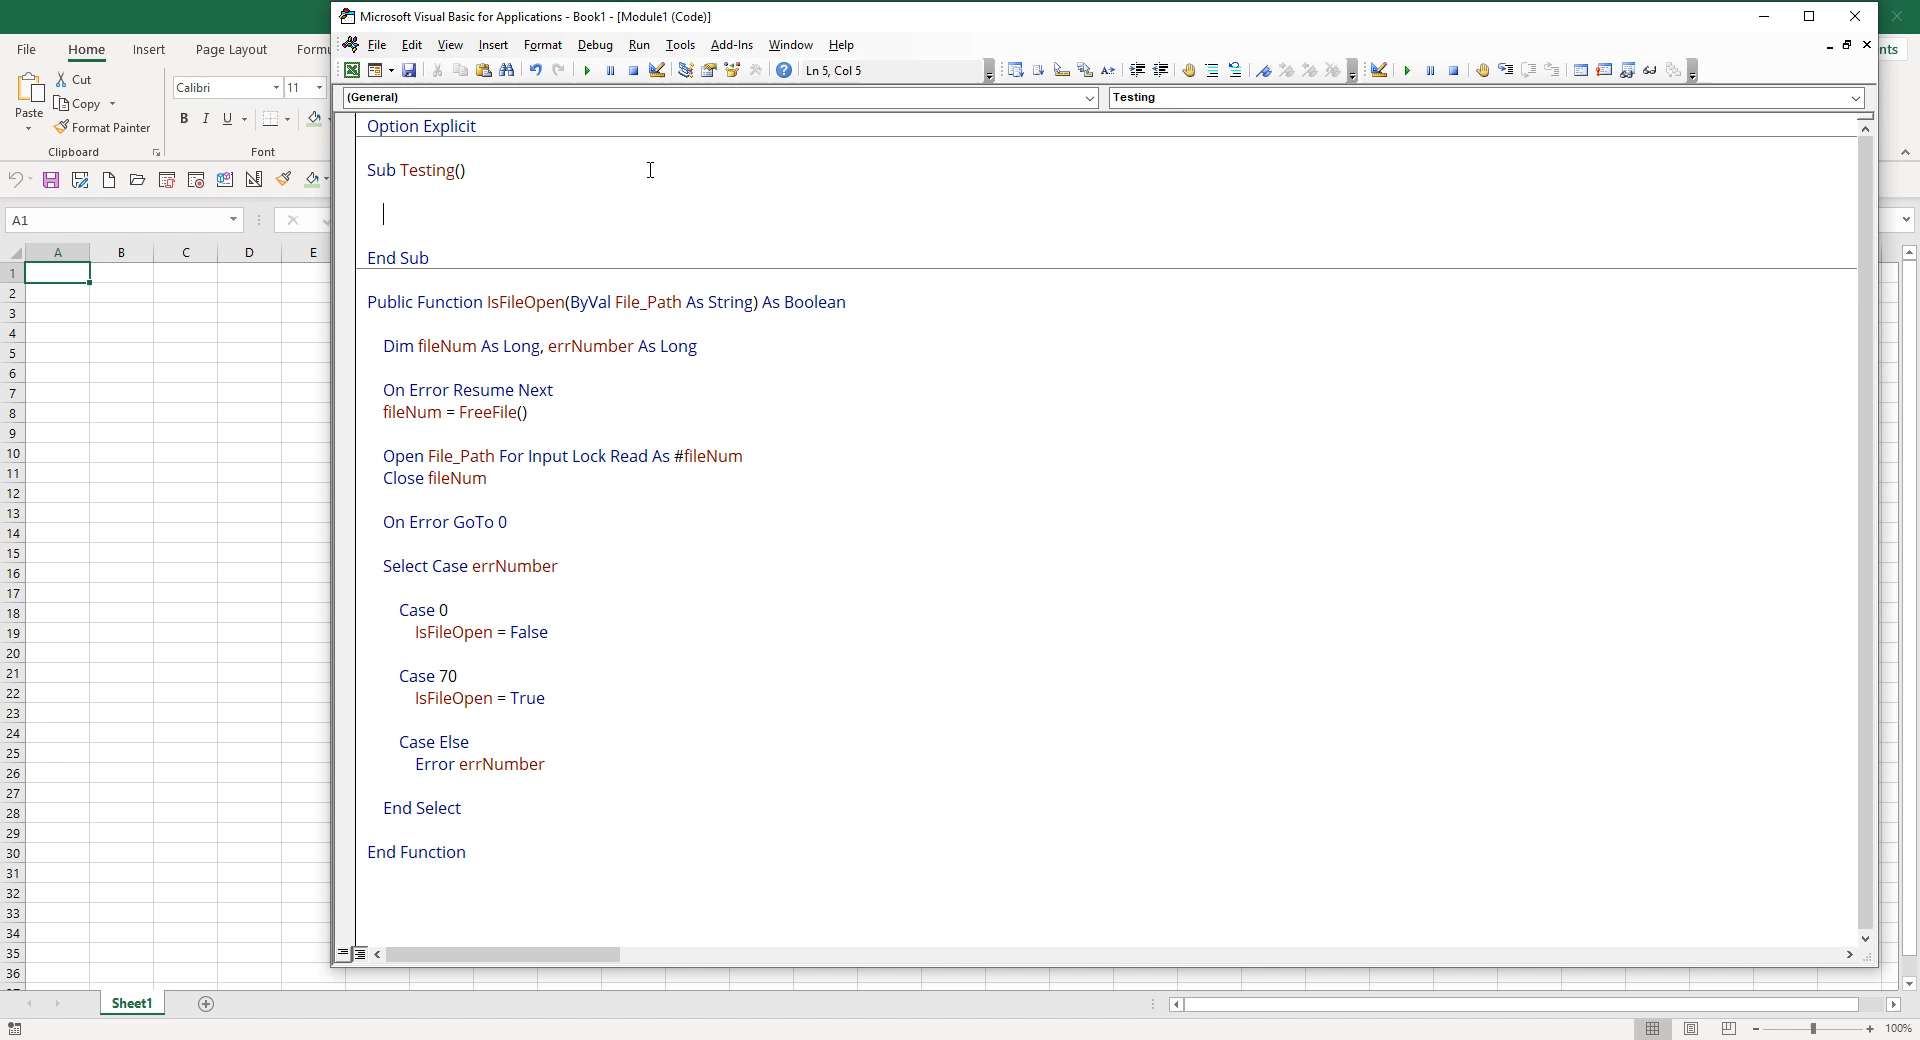 Microsoft Visual Basic for Applications - Book1 - [Module1 (Code)]
File Home Insert Page Layout Formu
nts
File Edit View Insert Format Debug Run Tools Add-Ins Window Help
Ln 5, Col 5
Paste
Cut
Copy
Format Painter
Clipboard
Calibri 11
B I U
Font
(General) Testing
A1
A B C D E
1
2
3
4
5
6
7
8
9
10
11
12
13
14
15
16
17
18
19
20
21
22
23
24
25
26
27
28
29
30
31
32
33
34
35
36
Option Explicit
Sub Testing()
End Sub
Public Function IsFileOpen(ByVal File_Path As String) As Boolean
Dim fileNum As Long, errNumber As Long
On Error Resume Next
fileNum = FreeFile()
Open File_Path For Input Lock Read As #fileNum
Close fileNum
On Error GoTo 0
Select Case errNumber
Case 0
IsFileOpen = False
Case 70
IsFileOpen = True
Case Else
Error errNumber
End Select
End Function
Sheet1
100%